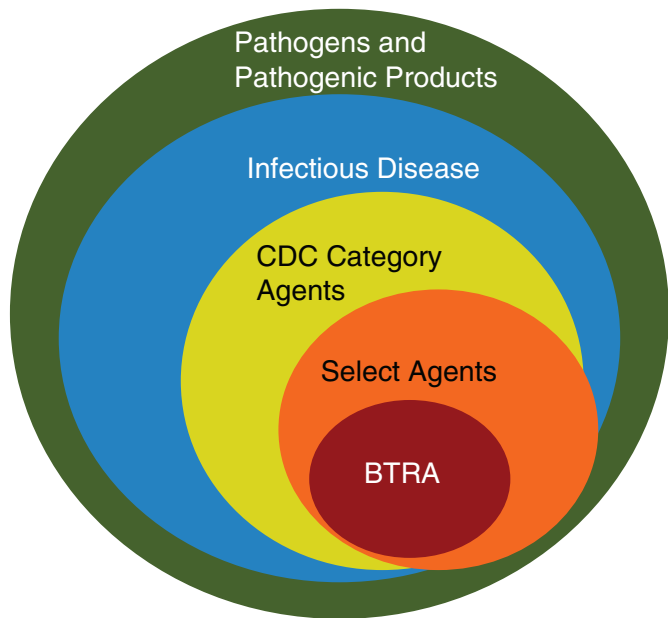 Pathogens and
Pathogenic Products
Infectious Disease
CDC Category
Agents
Select Agents
BTRA